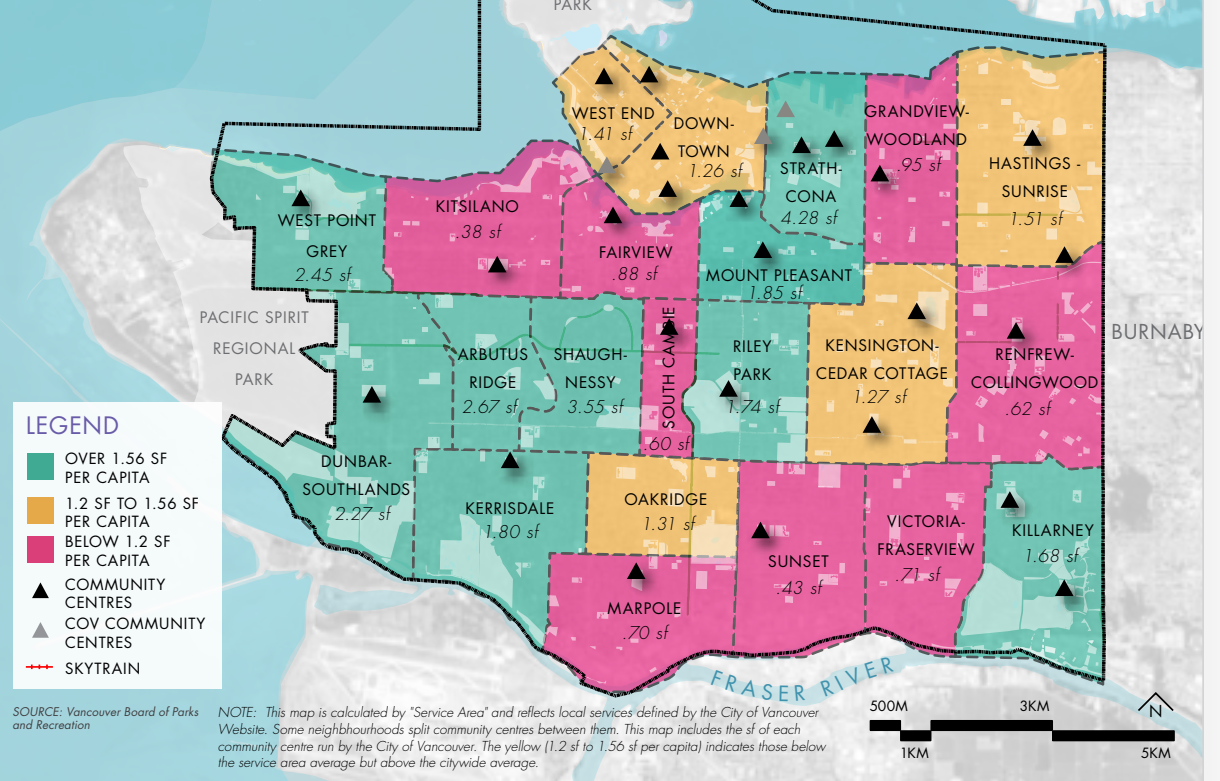 PARK
WEST END
1.41 sf
DOWN-
TOWN
1.26 sf
STRATH-
CONA
4.28 sf
GRANDVIEW-
WOODLAND
.95 sf
HASTINGS -
SUNRISE
1.51 sf
WEST POINT
GREY
2.45 sf
KITSILANO
.38 sf
FAIRVIEW
.88 sf
MOUNT PLEASANT
1.85 sf
PACIFIC SPIRIT
REGIONAL
PARK
ARBUTUS
RIDGE
2.67 sf
SHAUGH-
NESSY
3.55 sf
SOUTH CAMBIE
.60 sf
RILEY
PARK
1.74 sf
KENSINGTON-
CEDAR COTTAGE
1.27 sf
RENFREW-
COLLINGWOOD
.62 sf
BURNABY
DUNBAR-
SOUTHLANDS
2.27 sf
KERRISDALE
1.80 sf
OAKRIDGE
1.31 sf
MARPOLE
.70 sf
SUNSET
.43 sf
VICTORIA-
FRASERVIEW
.71 sf
KILLARNEY
1.68 sf
FRASER RIVER
LEGEND
OVER 1.56 SF
PER CAPITA
1.2 SF TO 1.56 SF
PER CAPITA
BELOW 1.2 SF
PER CAPITA
COMMUNITY
CENTRES
COV COMMUNITY
CENTRES
SKYTRAIN
SOURCE: Vancouver Board of Parks
and Recreation
NOTE: This map is calculated by "Service Area" and reflects local services defined by the City of Vancouver
Website. Some neighbourhoods split community centres between them. This map includes the sf of each
community centre run by the City of Vancouver. The yellow (1.2 sf to 1.56 sf per capita) indicates those below
the service area average but above the citywide average.
500M
3KM
1KM
5KM
N